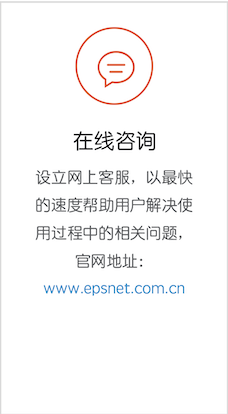 在线咨询
设立网上客服，以最快
的速度帮助用户解决使
用过程中的相关问题，
官网地址：
www.epsnet.com.cn